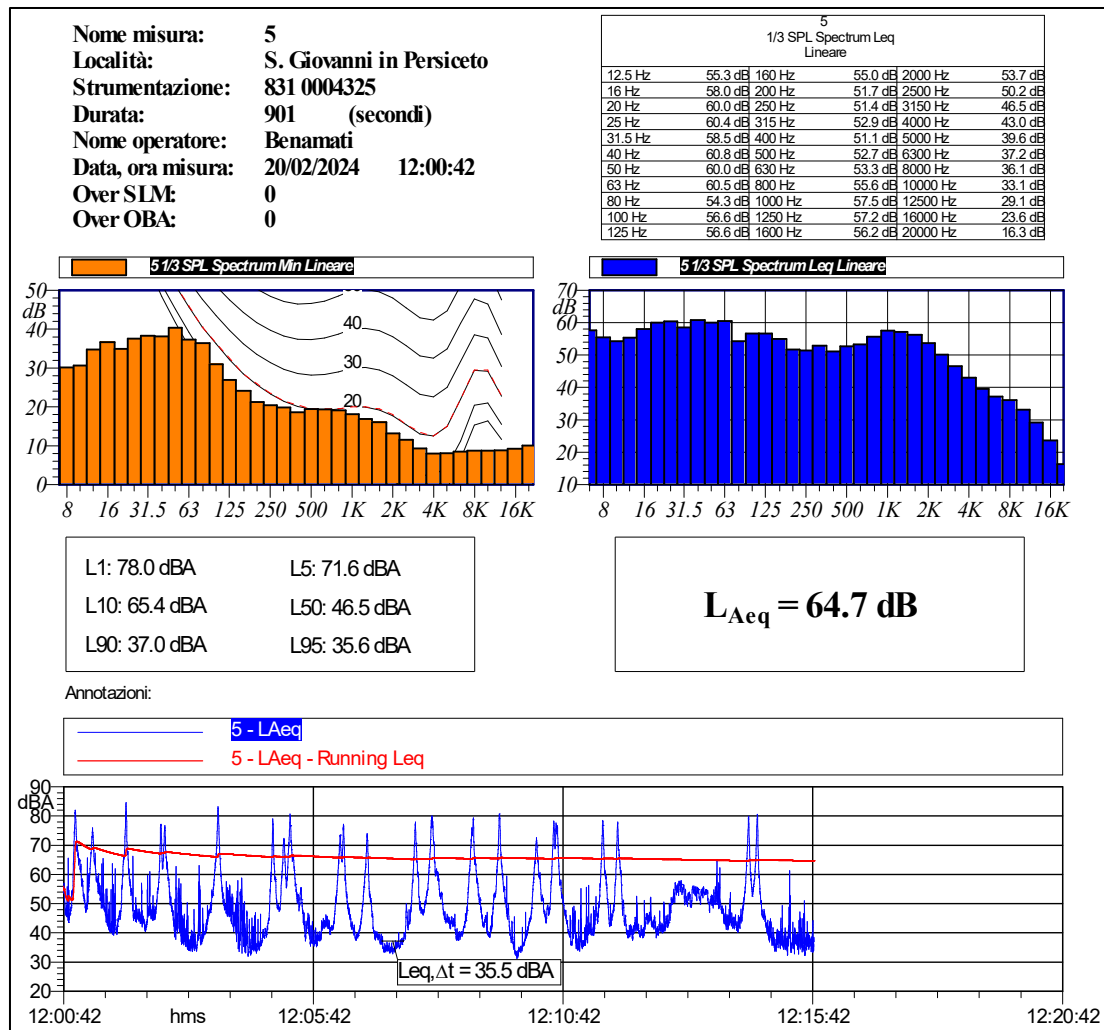 Nome misura: 5
Località: S. Giovanni in Persiceto
Strumentazione: 831 0004325
Durata: 901 (secondi)
Nome operatore: Benamati
Data, ora misura: 20/02/2024 12:00:42
Over SLM: 0
Over OBA: 0
5
1/3 SPL Spectrum Leq
Lineare
12.5 Hz 55.3 dB 160 Hz 55.0 dB 2000 Hz 53.7 dB
16 Hz 58.0 dB 200 Hz 51.7 dB 2500 Hz 50.2 dB
20 Hz 60.0 dB 250 Hz 51.4 dB 3150 Hz 46.5 dB
25 Hz 60.4 dB 315 Hz 52.9 dB 4000 Hz 43.0 dB
31.5 Hz 58.5 dB 400 Hz 51.1 dB 5000 Hz 39.6 dB
40 Hz 60.8 dB 500 Hz 52.7 dB 6300 Hz 37.2 dB
50 Hz 60.0 dB 630 Hz 53.3 dB 8000 Hz 36.1 dB
63 Hz 60.5 dB 800 Hz 55.6 dB 10000 Hz 33.1 dB
80 Hz 54.3 dB 1000 Hz 57.5 dB 12500 Hz 29.1 dB
100 Hz 56.6 dB 1250 Hz 57.2 dB 16000 Hz 23.6 dB
125 Hz 56.6 dB 1600 Hz 56.2 dB 20000 Hz 16.3 dB
5 1/3 SPL Spectrum Min Lineare
50
dB
40
30
20
10
0
40
30
20
8 16 31.5 63 125 250 500 1K 2K 4K 8K 16K
5 1/3 SPL Spectrum Leq Lineare
70
dB
60
50
40
30
20
10
8 16 31.5 63 125 250 500 1K 2K 4K 8K 16K
L1: 78.0 dBA L5: 71.6 dBA
L10: 65.4 dBA L50: 46.5 dBA
L90: 37.0 dBA L95: 35.6 dBA
LAeq = 64.7 dB
Annotazioni:
5 - LAeq
5 - LAeq - Running Leq
90
dBA
80
70
60
50
40
30
20
Leq,Δt = 35.5 dBA
12:00:42 hms 12:05:42 12:10:42 12:15:42 12:20:42